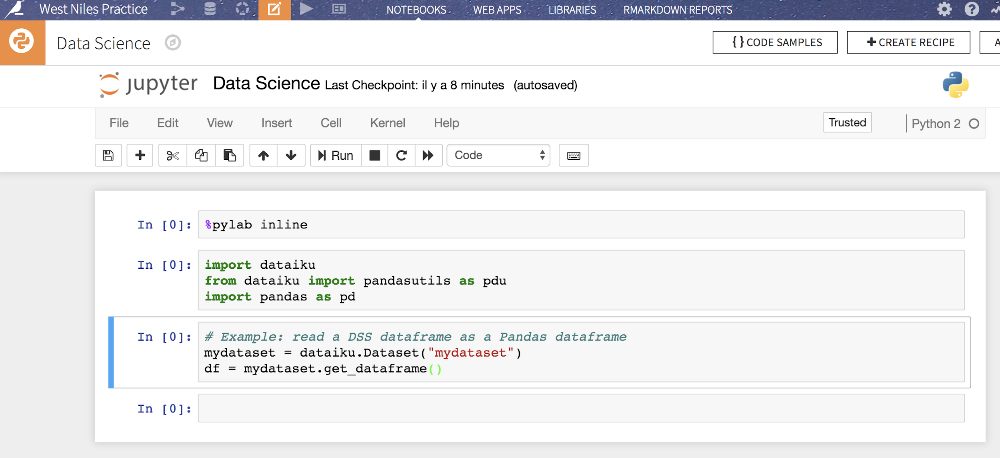 West Niles Practice NOTEBOOKS WEB APPS LIBRARIES RMARKDOWN REPORTS ?
Data Science { } CODE SAMPLES +CREATE RECIPE A
jupyter Data Science Last Checkpoint: il y a 8 minutes (autosaved)
File Edit View Insert Cell Kernel Help Trusted Python 2
Run Code
In [0]: %pylab inline
In [0]: import dataiku
from dataiku import pandasutils as pdu
import pandas as pd
In [0]: # Example: read a DSS dataframe as a Pandas dataframe
mydataset = dataiku.Dataset("mydataset")
df = mydataset.get_dataframe()
In [0]: